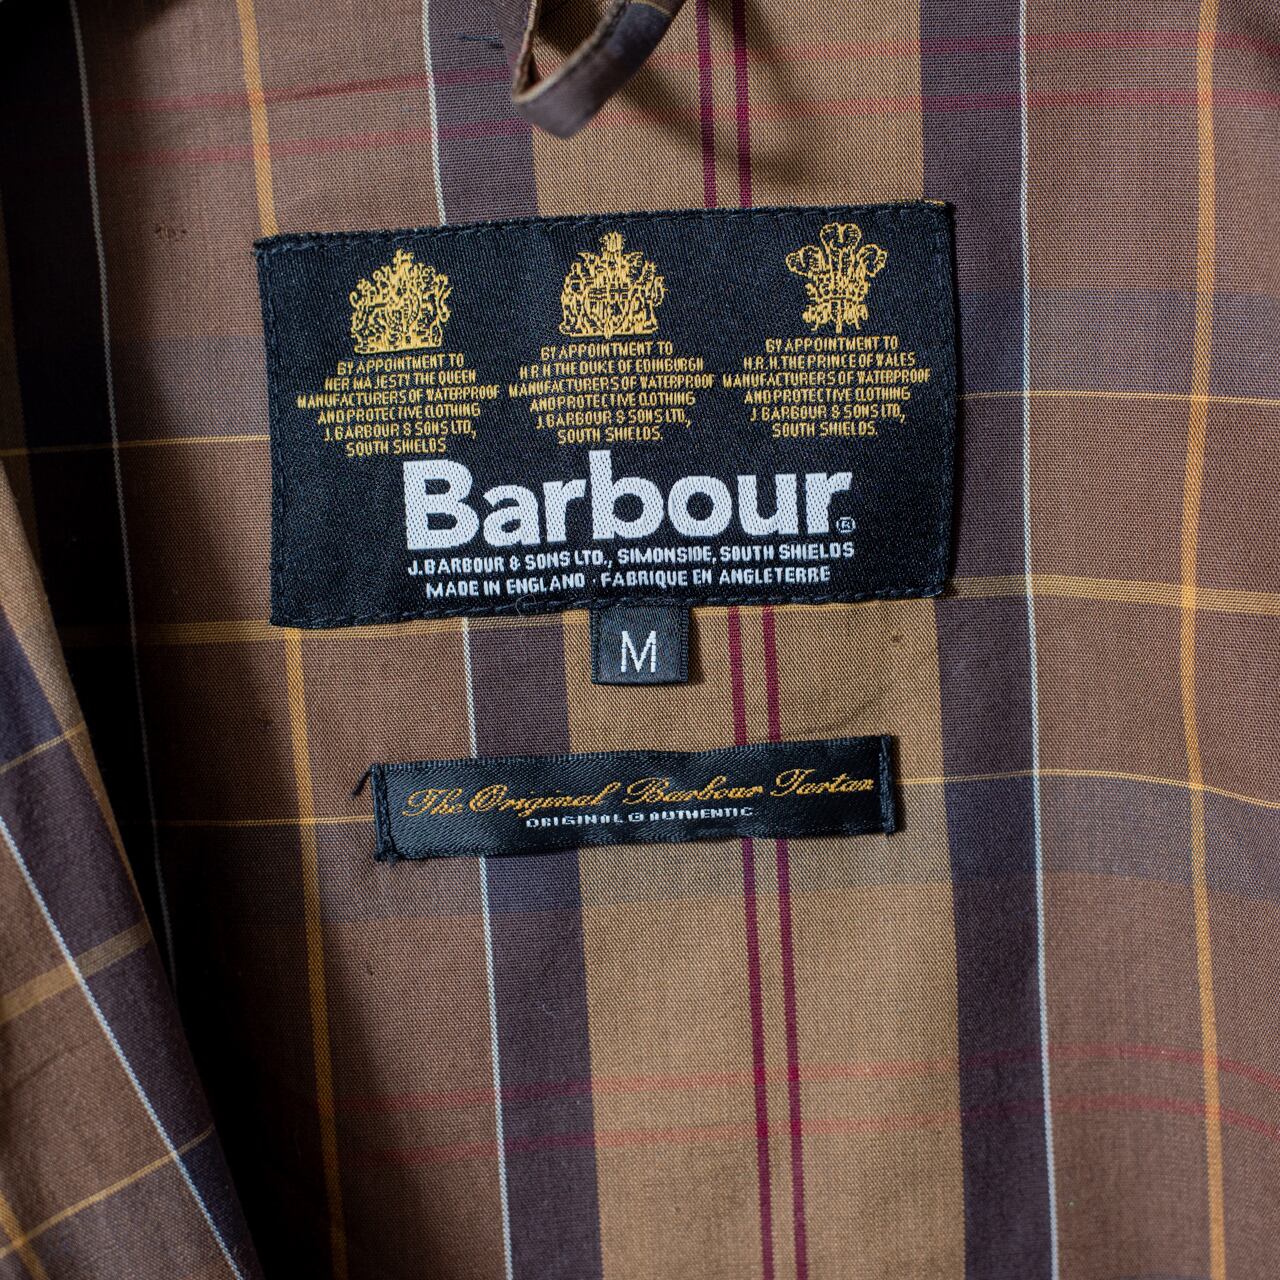 BY APPOINTMENT TO
HER MAJESTY THE QUEEN
MANUFACTURERS OF WATERPROOF
AND PROTECTIVE CLOTHING
J. BARBOUR & SONS LTD,
SOUTH SHIELDS
BY APPOINTMENT TO
H.R.H THE DUKE OF EDINBURGH
MANUFACTURERS OF WATERPROOF
AND PROTECTIVE CLOTHING
J. BARBOUR & SONS LTD,
SOUTH SHIELDS.
BY APPOINTMENT TO
H.R.H. THE PRINCE OF WALES
MANUFACTURERS OF WATERPROOF
AND PROTECTIVE CLOTHING
J. BARBOUR & SONS LTD,
SOUTH SHIELDS.
Barbour®
J. BARBOUR & SONS LTD., SIMONSIDE, SOUTH SHIELDS
MADE IN ENGLAND · FABRIQUE EN ANGLETERRE
M
The Original Barbour Tartan
ORIGINAL & AUTHENTIC